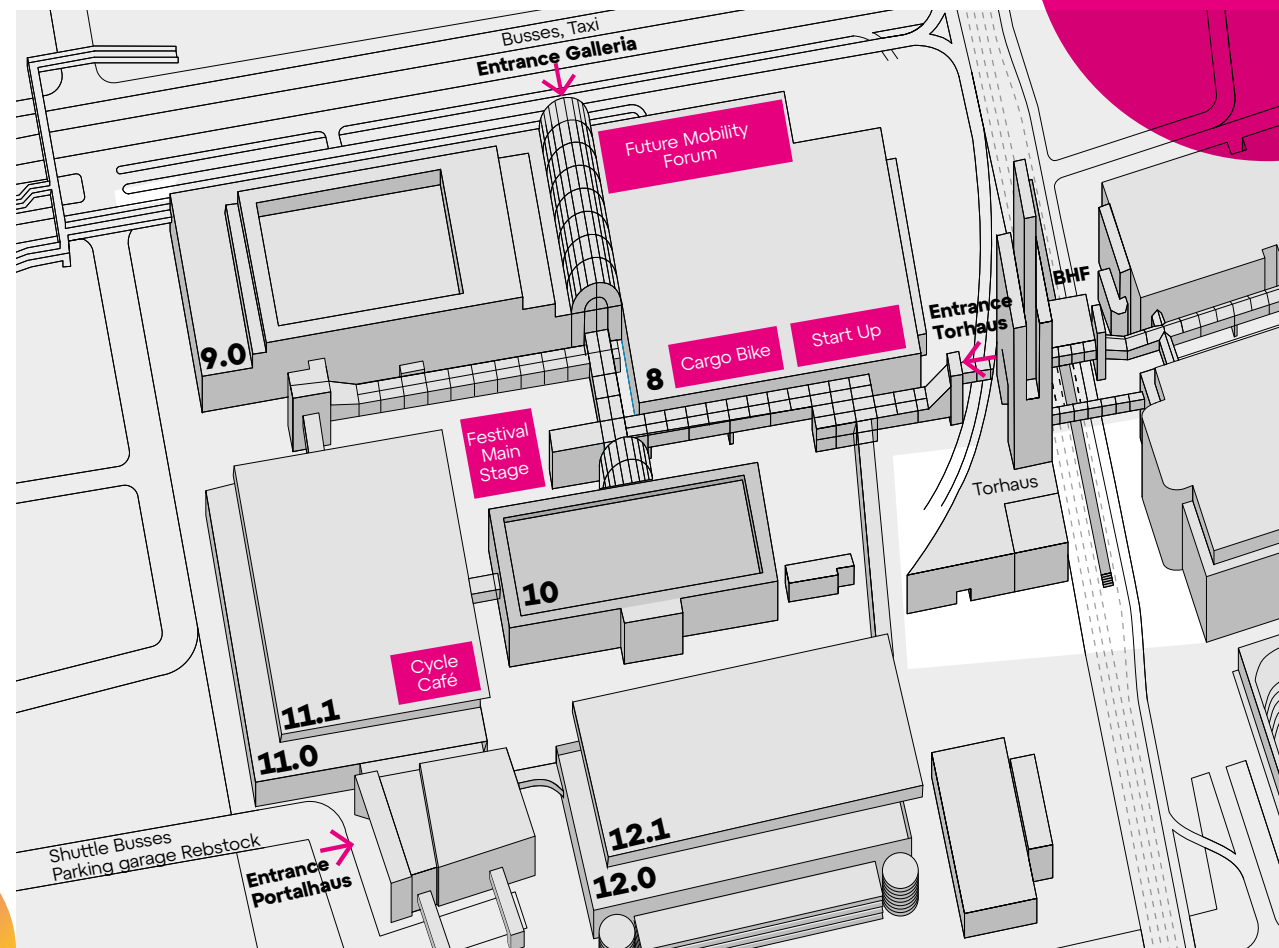 Busses, Taxi
Entrance Galleria
Future Mobility
Forum
BHF
Entrance
Torhaus
9.0
8
Cargo Bike
Start Up
Festival
Main
Stage
Torhaus
10
Cycle
Café
11.1
11.0
12.1
12.0
Shuttle Busses
Parking garage Rebstock
Entrance
Portalhaus